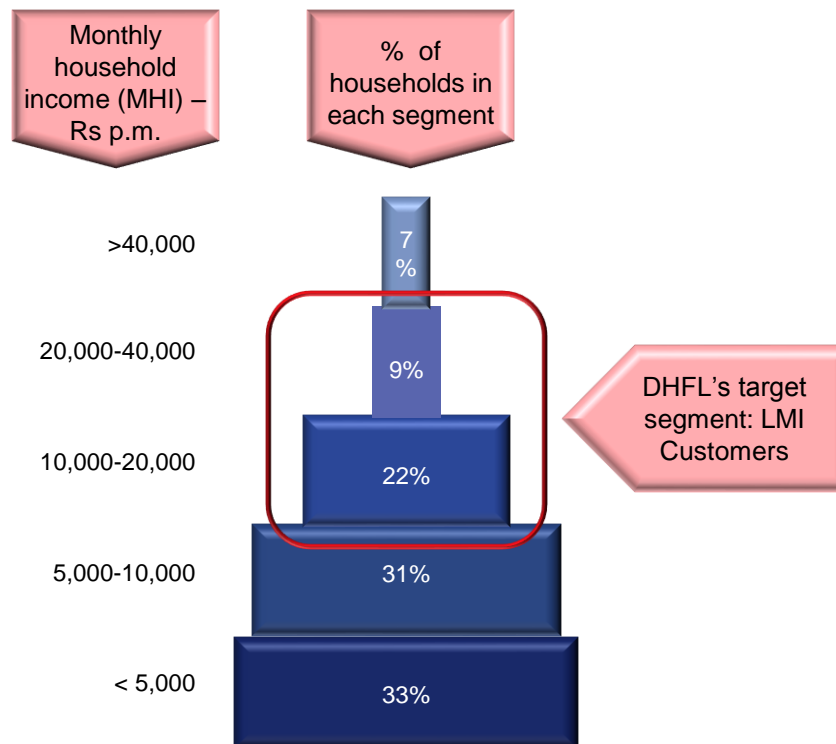 Monthly
household
income (MHI) –
Rs p.m.
% of
households in
each segment
>40,000
7
%
20,000-40,000
9%
10,000-20,000
22%
DHFL’s target
segment: LMI
Customers
5,000-10,000
31%
< 5,000
33%